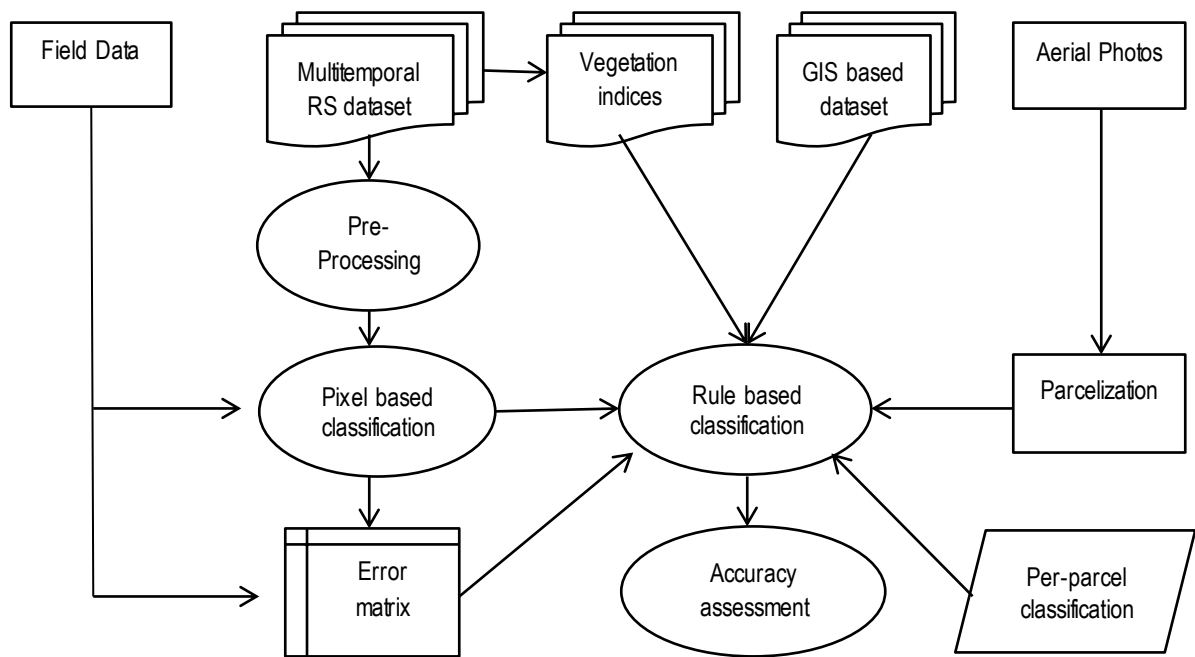 Field Data
Multitemporal
RS dataset
Vegetation
indices
GIS based
dataset
Aerial Photos
Pre-
Processing
Pixel based
classification
Rule based
classification
Parcelization
Error
matrix
Accuracy
assessment
Per-parcel
classification